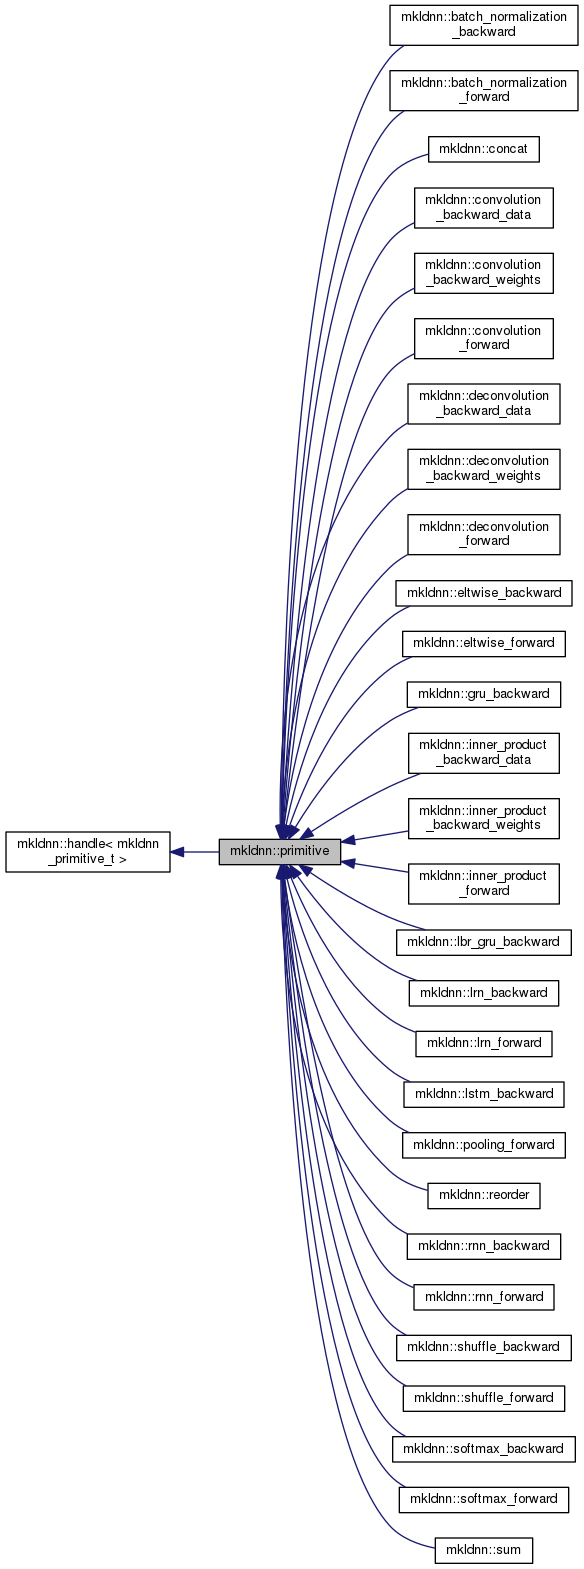 mkldnn::batch_normalization
_backward
mkldnn::batch_normalization
_forward
mkldnn::concat
mkldnn::convolution
_backward_data
mkldnn::convolution
_backward_weights
mkldnn::convolution
_forward
mkldnn::deconvolution
_backward_data
mkldnn::deconvolution
_backward_weights
mkldnn::deconvolution
_forward
mkldnn::eltwise_backward
mkldnn::eltwise_forward
mkldnn::gru_backward
mkldnn::inner_product
_backward_data
mkldnn::inner_product
_backward_weights
mkldnn::handle< mkldnn
_primitive_t >
mkldnn::primitive
mkldnn::inner_product
_forward
mkldnn::lbr_gru_backward
mkldnn::lrn_backward
mkldnn::lrn_forward
mkldnn::lstm_backward
mkldnn::pooling_forward
mkldnn::reorder
mkldnn::rnn_backward
mkldnn::rnn_forward
mkldnn::shuffle_backward
mkldnn::shuffle_forward
mkldnn::softmax_backward
mkldnn::softmax_forward
mkldnn::sum